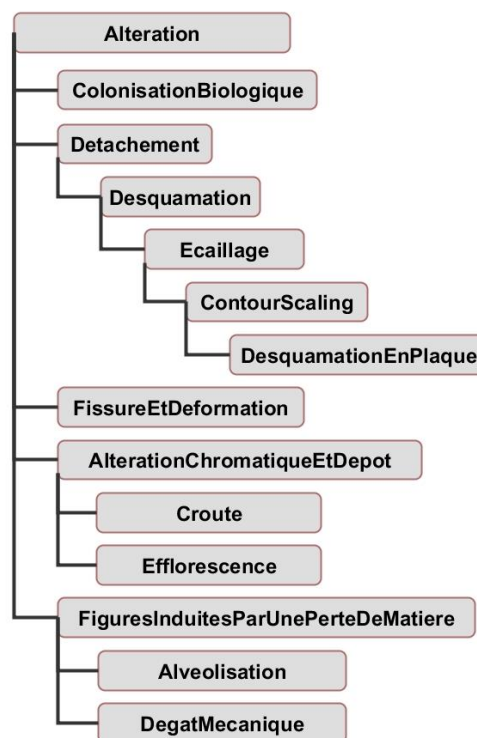 Alteration
ColonisationBiologique
Detachement
Desquamation
Ecaillage
ContourScaling
DesquamationEnPlaque
FissureEtDeformation
AlterationChromatiqueEtDepot
Croute
Efflorescence
FiguresInduitesParUnePerteDeMatiere
Alveolisation
DegatMecanique